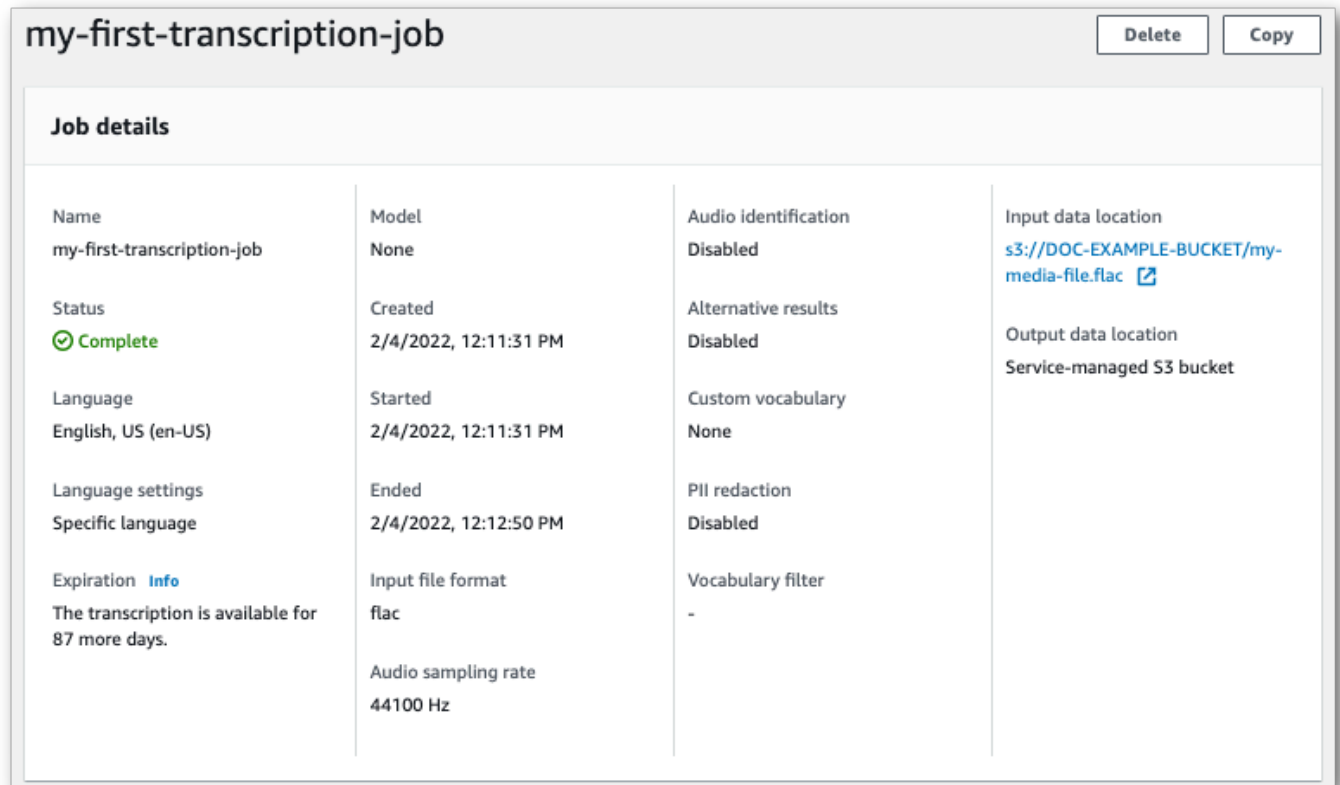 my-first-transcription-job
Delete
Copy
Job details
Name
my-first-transcription-job
Status
Complete
Language
English, US (en-US)
Language settings
Specific language
Expiration Info
The transcription is available for
87 more days.
Model
None
Created
2/4/2022, 12:11:31 PM
Started
2/4/2022, 12:11:31 PM
Ended
2/4/2022, 12:12:50 PM
Input file format
flac
Audio sampling rate
44100 Hz
Audio identification
Disabled
Alternative results
Disabled
Custom vocabulary
None
PII redaction
Disabled
Vocabulary filter
-
Input data location
s3://DOC-EXAMPLE-BUCKET/my-
media-file.flac
Output data location
Service-managed S3 bucket